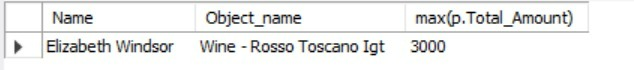 Name Object_name max(p.Total_Amount)
Elizabeth Windsor Wine - Rosso Toscano Igt 3000